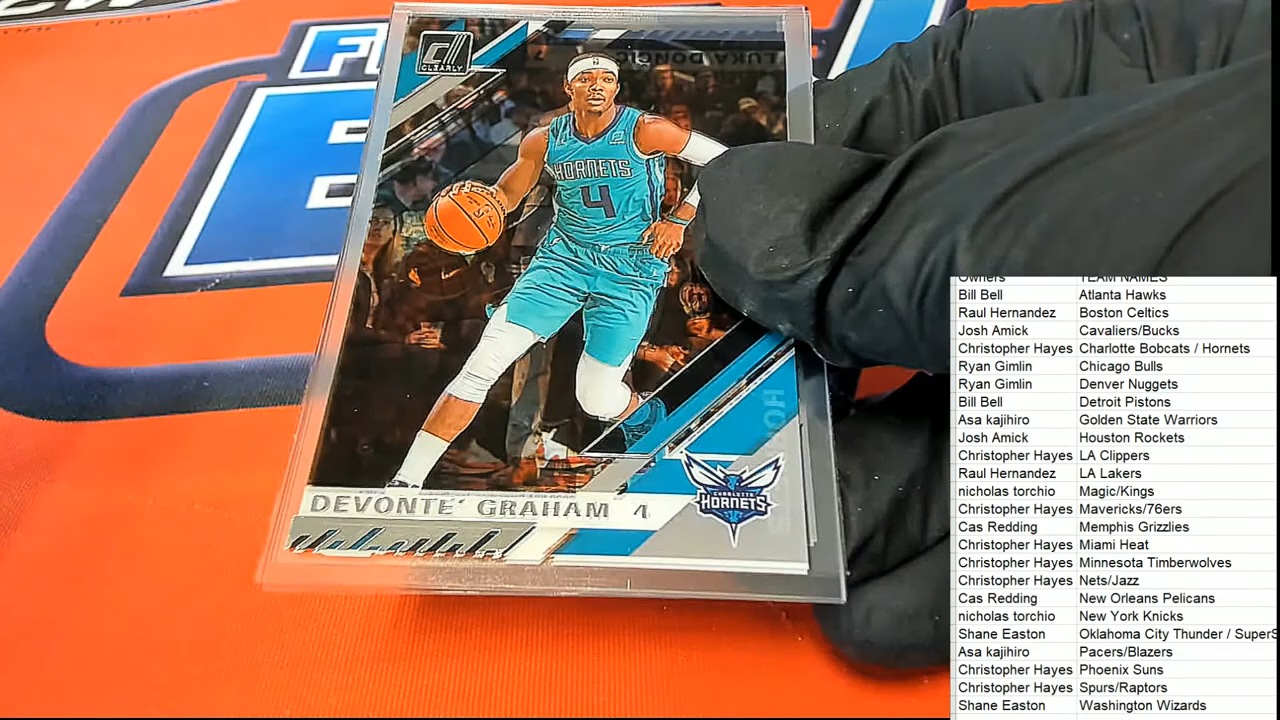 CLEARLY
LUKA DONCIC
HORNETS
4
DEVONTE' GRAHAM 4
CHARLOTTE
HORNETS
HO
Owners TEAM NAMES
Bill Bell Atlanta Hawks
Raul Hernandez Boston Celtics
Josh Amick Cavaliers/Bucks
Christopher Hayes Charlotte Bobcats / Hornets
Ryan Gimlin Chicago Bulls
Ryan Gimlin Denver Nuggets
Bill Bell Detroit Pistons
Asa kajihiro Golden State Warriors
Josh Amick Houston Rockets
Christopher Hayes LA Clippers
Raul Hernandez LA Lakers
nicholas torchio Magic/Kings
Christopher Hayes Mavericks/76ers
Cas Redding Memphis Grizzlies
Christopher Hayes Miami Heat
Christopher Hayes Minnesota Timberwolves
Christopher Hayes Nets/Jazz
Cas Redding New Orleans Pelicans
nicholas torchio New York Knicks
Shane Easton Oklahoma City Thunder / SuperS
Asa kajihiro Pacers/Blazers
Christopher Hayes Phoenix Suns
Christopher Hayes Spurs/Raptors
Shane Easton Washington Wizards